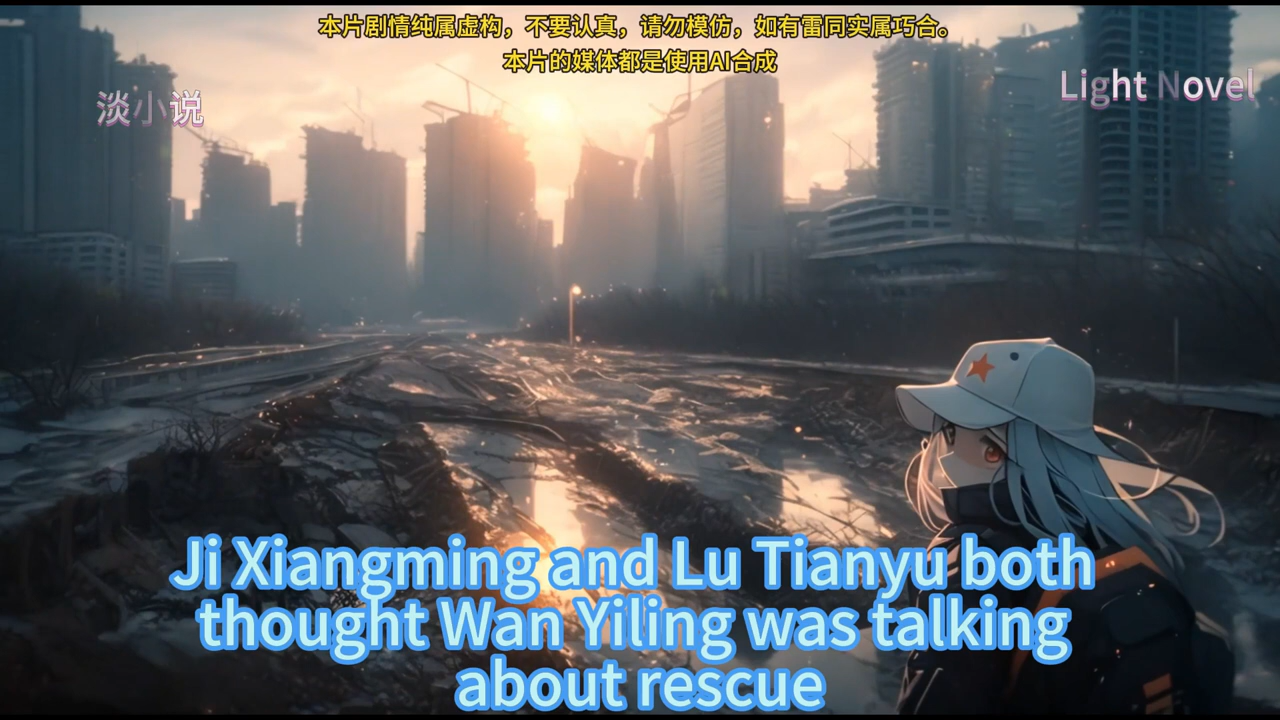 本片剧情纯属虚构，不要认真，请勿模仿，如有雷同实属巧合。
本片的媒体都是使用AI合成
淡小说
Light Novel
Ji Xiangming and Lu Tianyu both
thought Wan Yiling was talking
about rescue